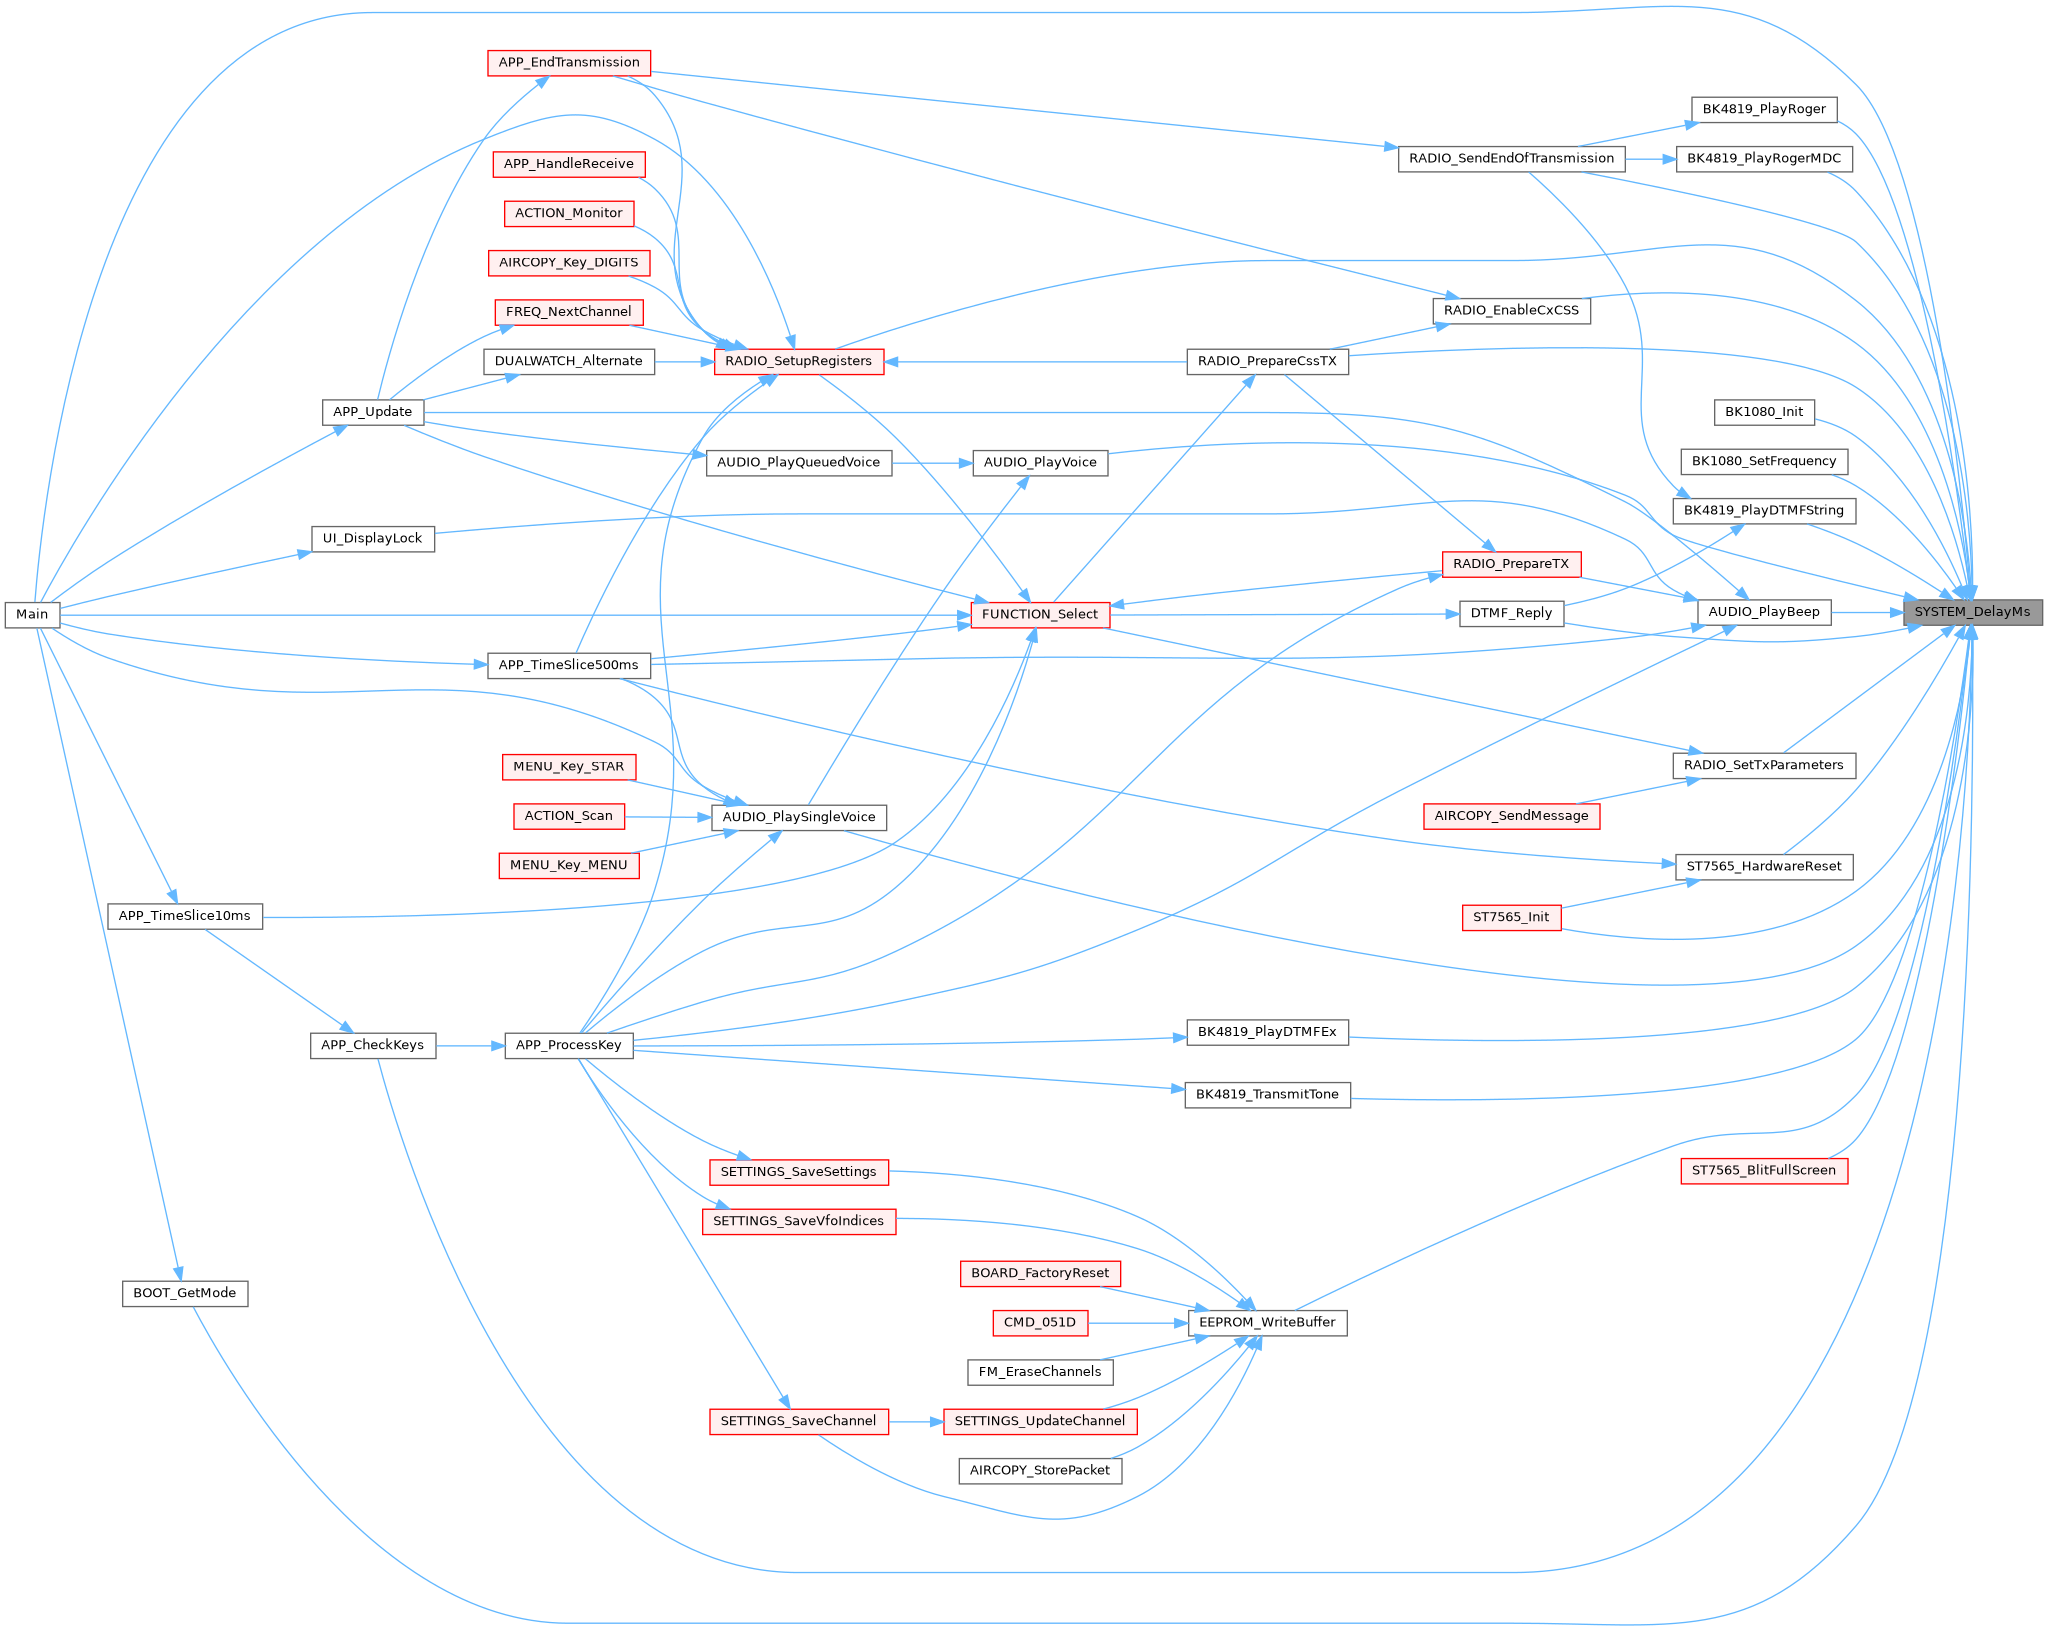 APP_EndTransmission
BK4819_PlayRoger
RADIO_SendEndOfTransmission
BK4819_PlayRogerMDC
APP_HandleReceive
ACTION_Monitor
AIRCOPY_Key_DIGITS
FREQ_NextChannel
RADIO_EnableCxCSS
DUALWATCH_Alternate
RADIO_SetupRegisters
RADIO_PrepareCssTX
APP_Update
BK1080_Init
AUDIO_PlayQueuedVoice
AUDIO_PlayVoice
BK1080_SetFrequency
BK4819_PlayDTMFString
UI_DisplayLock
RADIO_PrepareTX
Main
FUNCTION_Select
DTMF_Reply
AUDIO_PlayBeep
SYSTEM_DelayMs
APP_TimeSlice500ms
MENU_Key_STAR
RADIO_SetTxParameters
ACTION_Scan
AUDIO_PlaySingleVoice
AIRCOPY_SendMessage
MENU_Key_MENU
ST7565_HardwareReset
APP_TimeSlice10ms
ST7565_Init
APP_CheckKeys
APP_ProcessKey
BK4819_PlayDTMFEx
BK4819_TransmitTone
SETTINGS_SaveSettings
ST7565_BlitFullScreen
SETTINGS_SaveVfoIndices
BOARD_FactoryReset
BOOT_GetMode
CMD_051D
EEPROM_WriteBuffer
FM_EraseChannels
SETTINGS_SaveChannel
SETTINGS_UpdateChannel
AIRCOPY_StorePacket